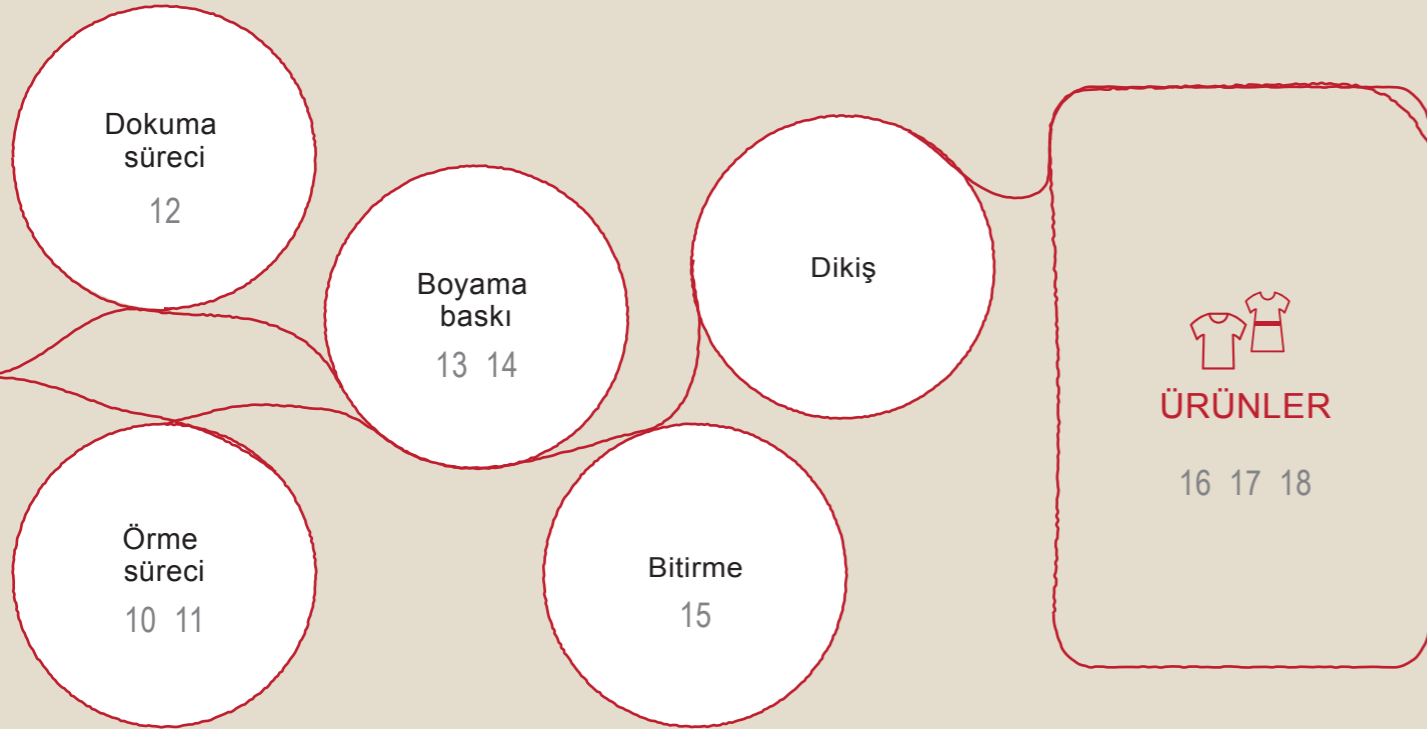 Dokuma
süreci
12
Boyama
baskı
13 14
Dikiş
Örme
süreci
10 11
Bitirme
15
ÜRÜNLER
16 17 18